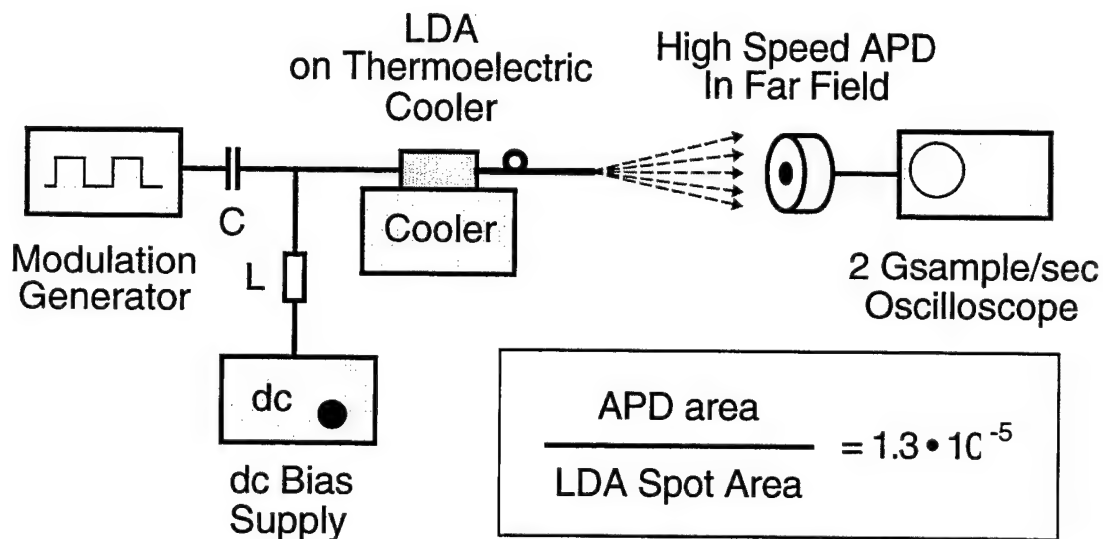 LDA
on Thermoelectric
Cooler
High Speed APD
In Far Field
C
Cooler
Modulation
Generator
L
2 Gsample/sec
Oscilloscope
dc
dc Bias
Supply
APD area
LDA Spot Area
= 1.3 • 10⁻⁵